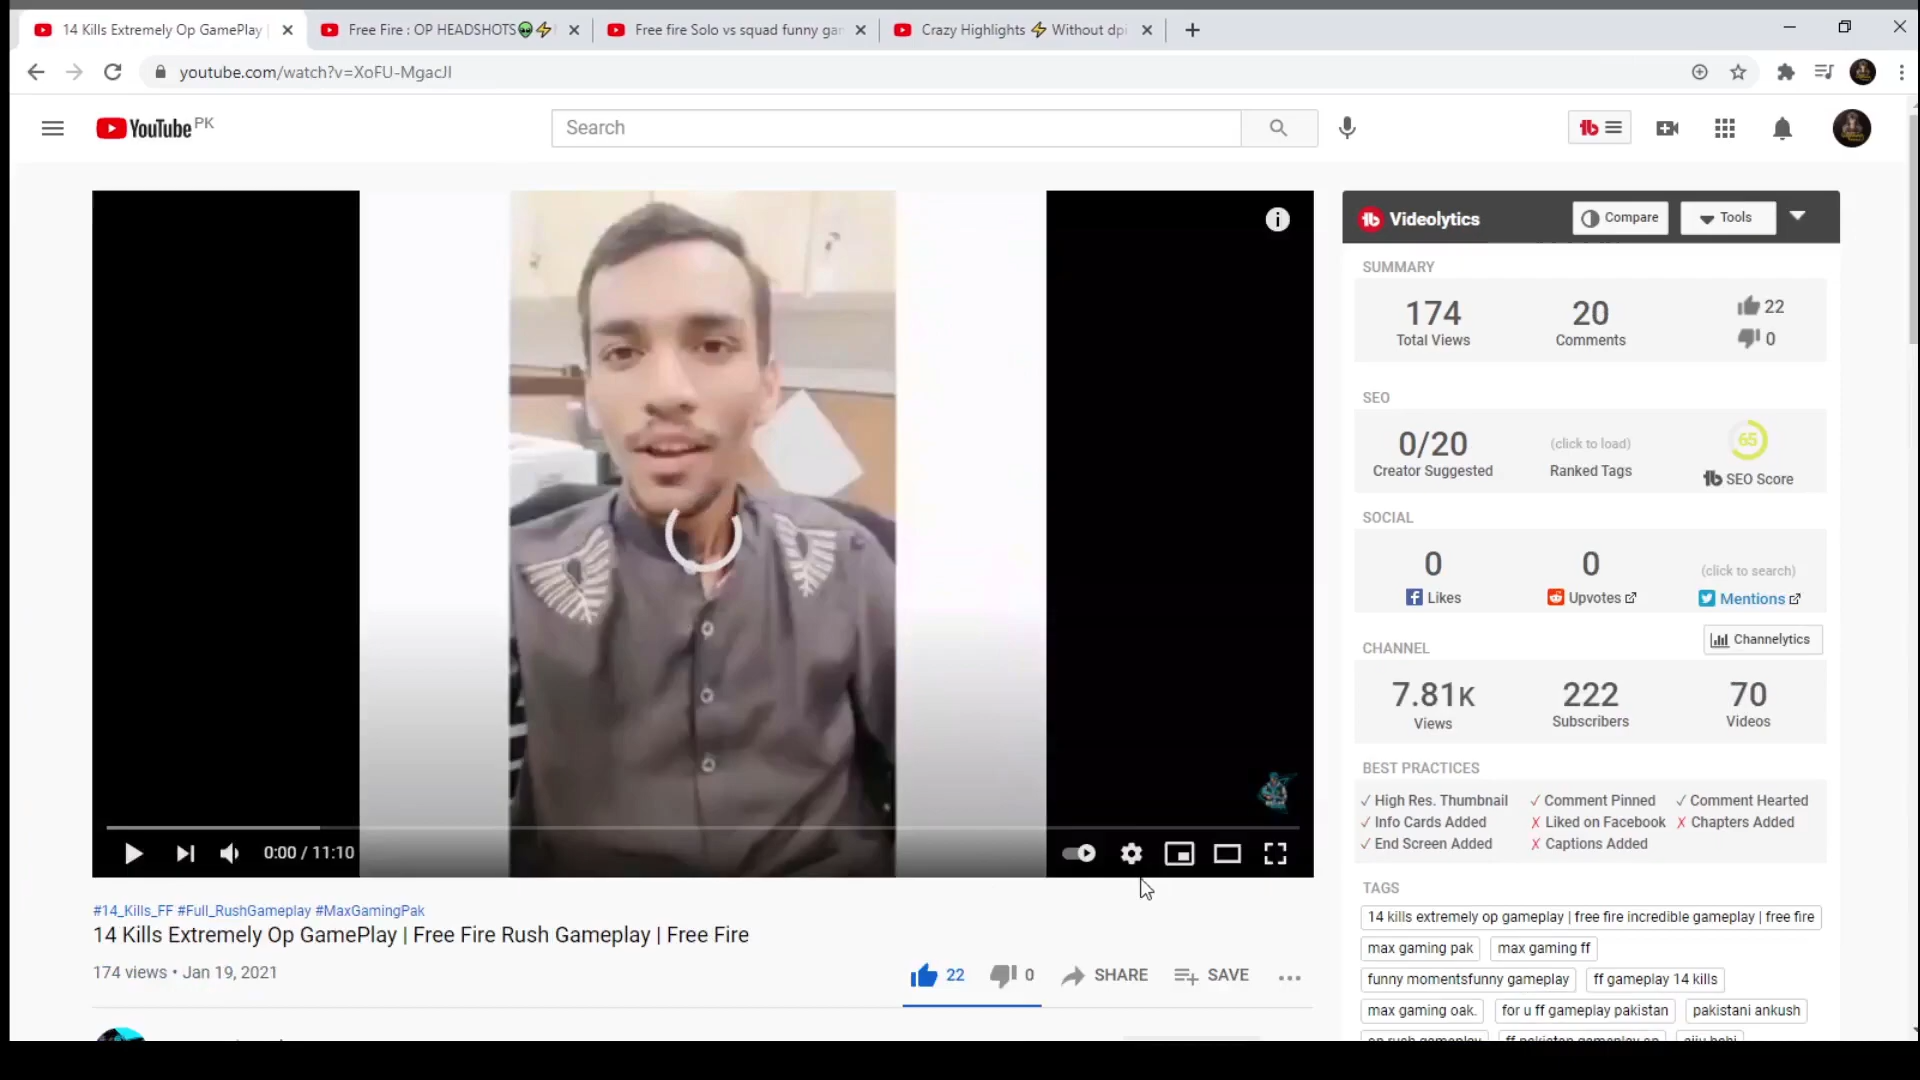 14 Kills Extremely Op GamePlay |
Free Fire : OP HEADSHOTS👽⚡
Free fire Solo vs squad funny gar
Crazy Highlights ⚡ Without dpi
youtube.com/watch?v=XoFU-MgacJI
YouTube PK
Search
tb
Videolytics
Compare
Tools
SUMMARY
174
20
22
Total Views
Comments
0
SEO
0/20
(click to load)
65
Creator Suggested
Ranked Tags
tb SEO Score
SOCIAL
0
0
(click to search)
Likes
Upvotes
Mentions
Channelytics
CHANNEL
7.81K
222
70
Views
Subscribers
Videos
BEST PRACTICES
✓ High Res. Thumbnail ✓ Comment Pinned ✓ Comment Hearted
✓ Info Cards Added ✗ Liked on Facebook ✗ Chapters Added
✓ End Screen Added ✗ Captions Added
TAGS
14 kills extremely op gameplay | free fire incredible gameplay | free fire
max gaming pak max gaming ff
funny momentsfunny gameplay ff gameplay 14 kills
max gaming oak. for u ff gameplay pakistan pakistani ankush
0:00 / 11:10
#14_Kills_FF #Full_RushGameplay #MaxGamingPak
14 Kills Extremely Op GamePlay | Free Fire Rush Gameplay | Free Fire
174 views • Jan 19, 2021
22 0 SHARE SAVE